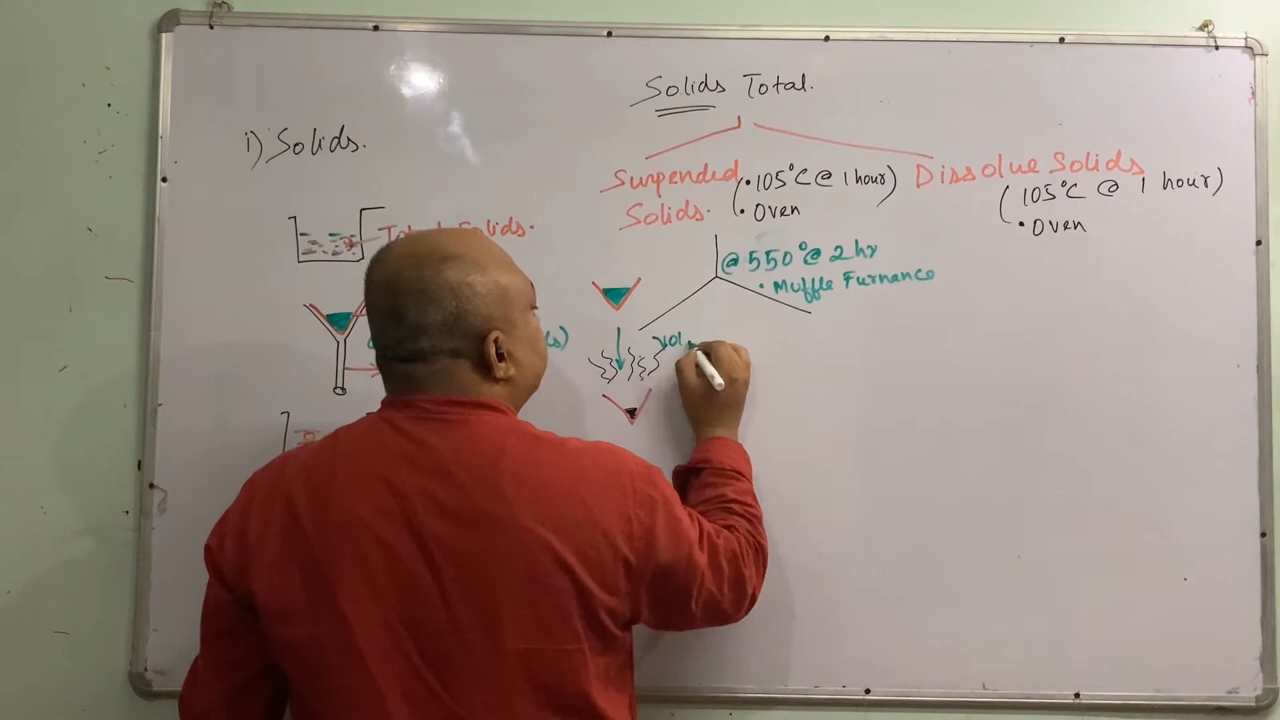 Solids Total.
i) Solids.
Surpended
Solids.
(• 105°C @ 1 hour)
• Oven
Dissolue Solids
(105°C @ 1 hour)
• Oven
Solids.
@ 550° @ 2 hr
• Muffle Furnance